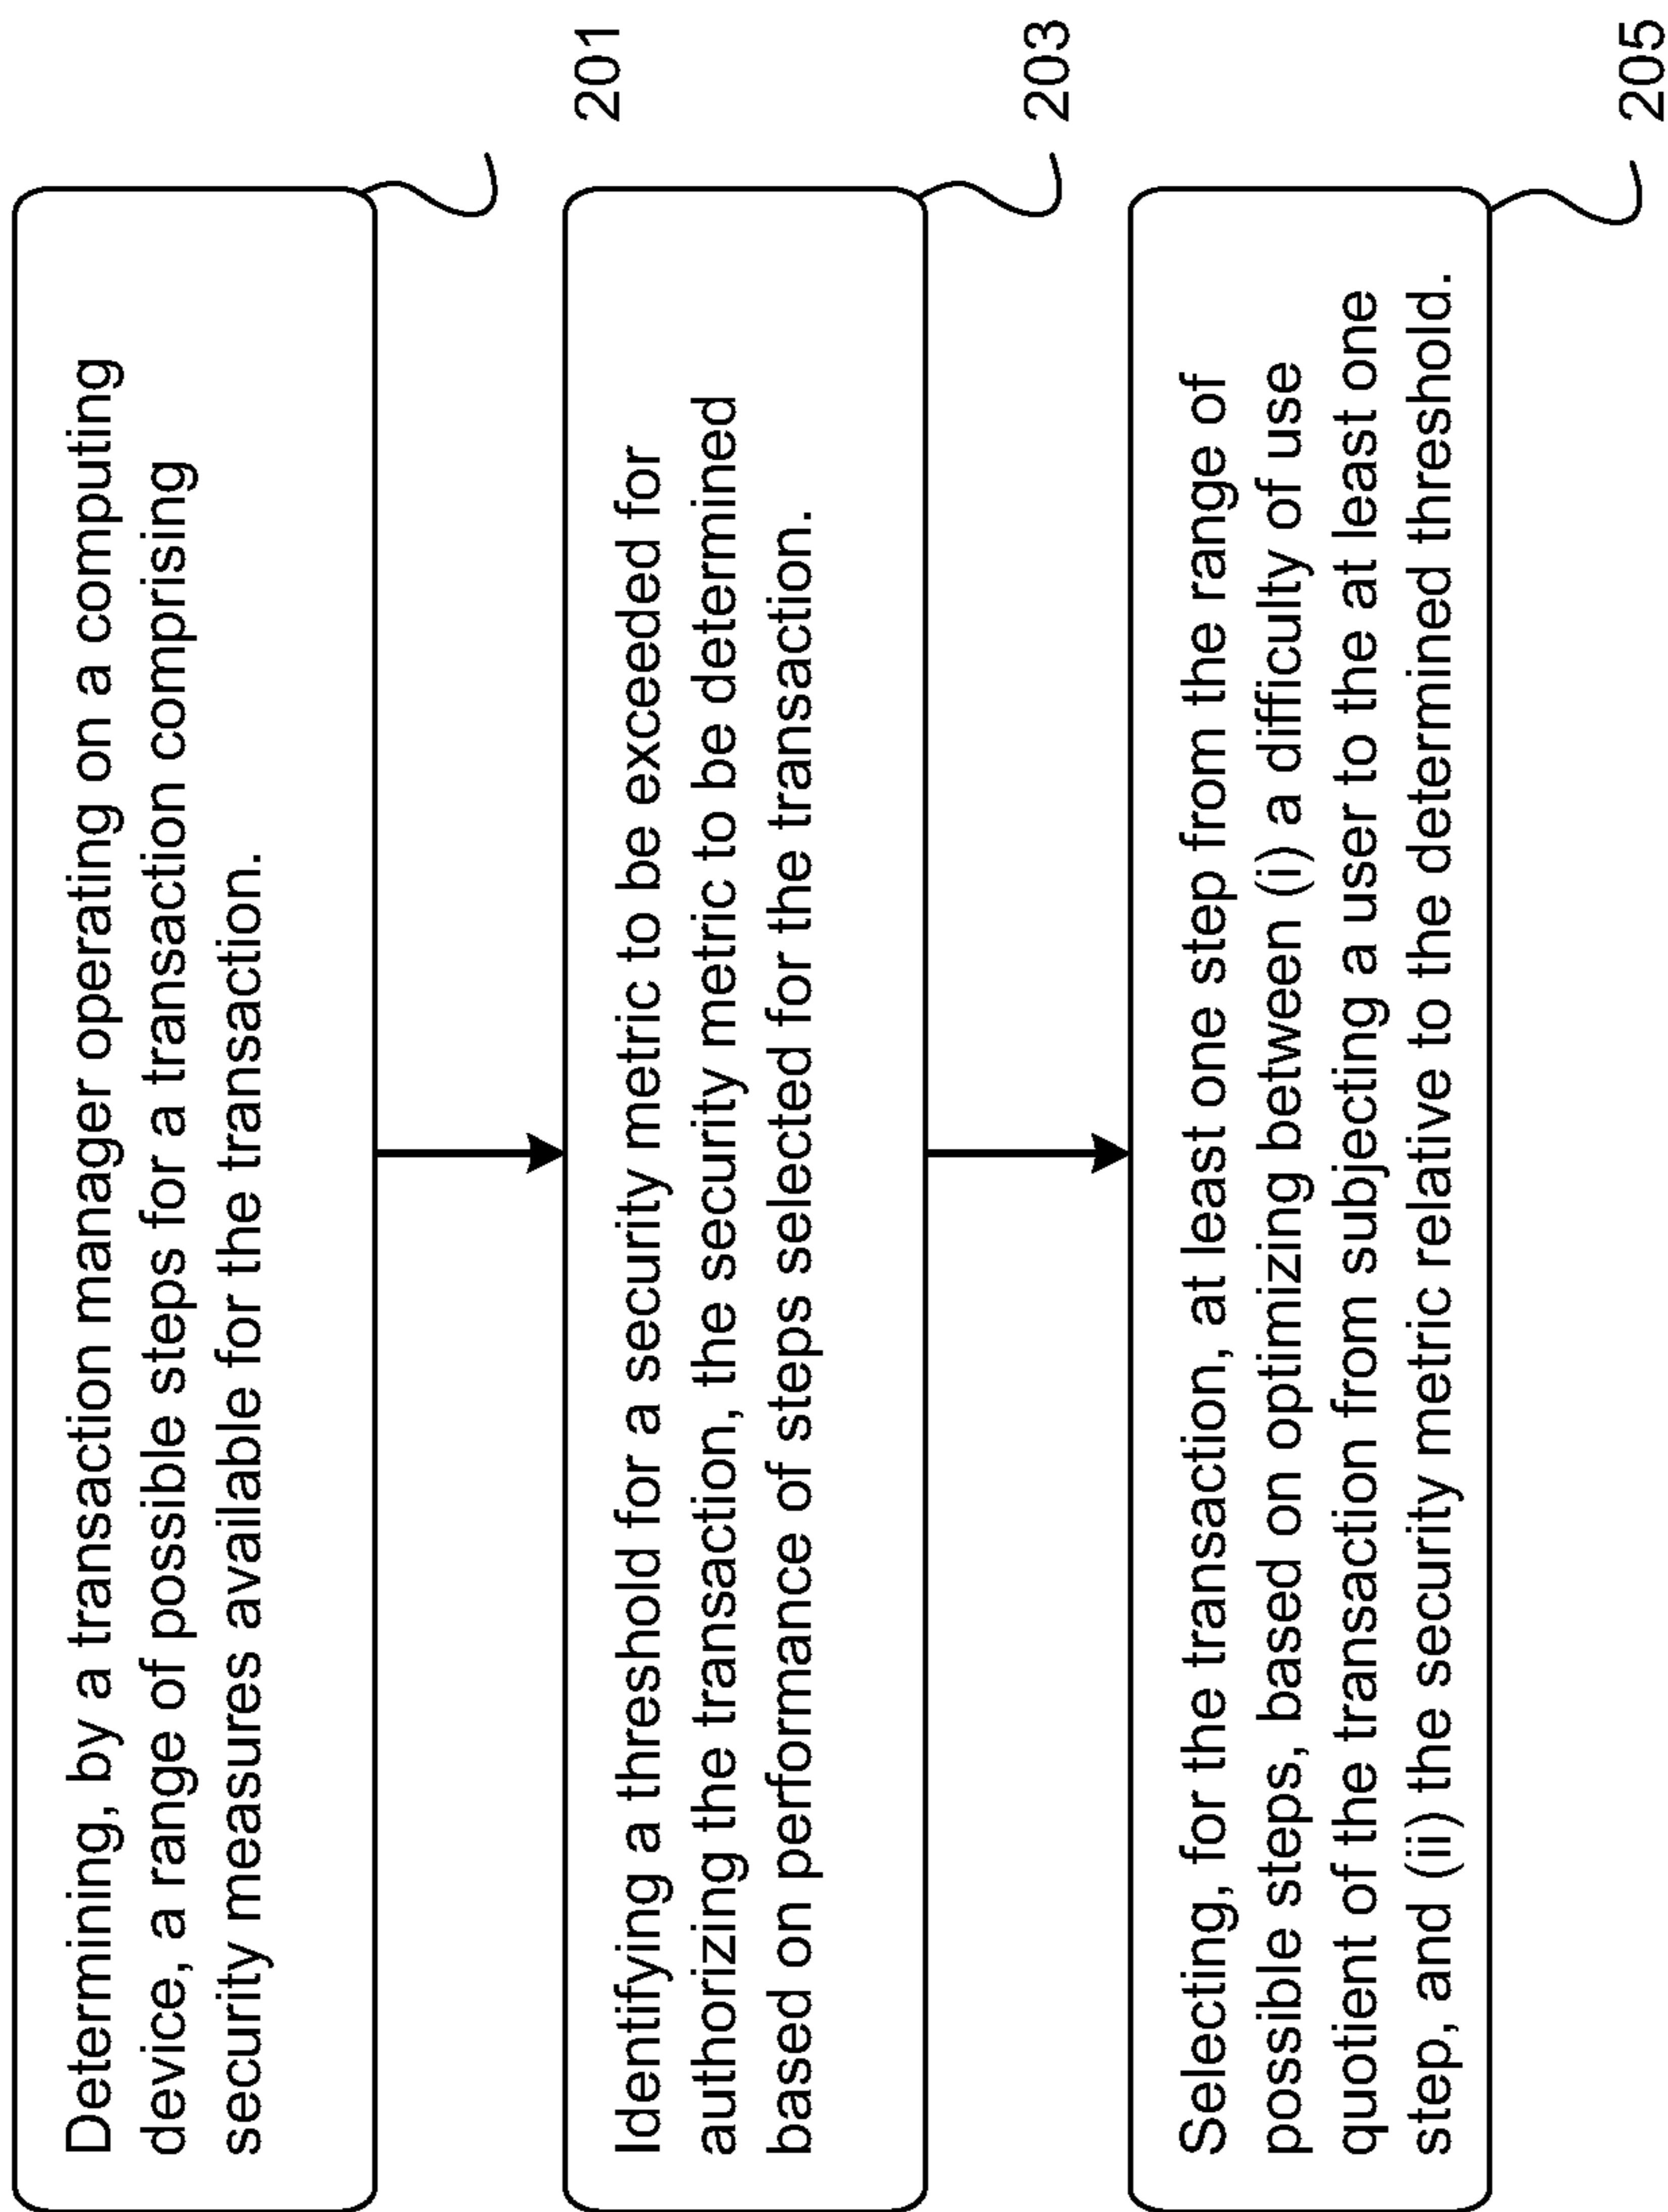 Determining, by a transaction manager operating on a computing
device, a range of possible steps for a transaction comprising
security measures available for the transaction.
201
Identifying a threshold for a security metric to be exceeded for
authorizing the transaction, the security metric to be determined
based on performance of steps selected for the transaction.
203
Selecting, for the transaction, at least one step from the range of
possible steps, based on optimizing between (i) a difficulty of use
quotient of the transaction from subjecting a user to the at least one
step, and (ii) the security metric relative to the determined threshold.
205